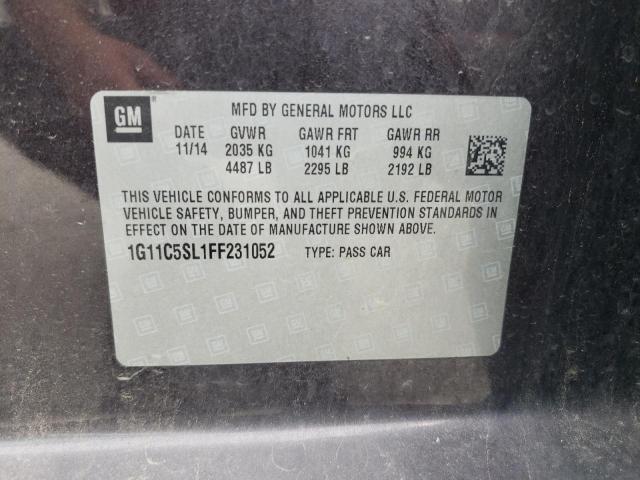 GM
MFD BY GENERAL MOTORS LLC
DATE GVWR GAWR FRT GAWR RR
11/14 2035 KG 1041 KG 994 KG
4487 LB 2295 LB 2192 LB
THIS VEHICLE CONFORMS TO ALL APPLICABLE U.S. FEDERAL MOTOR
VEHICLE SAFETY, BUMPER, AND THEFT PREVENTION STANDARDS IN
EFFECT ON THE DATE OF MANUFACTURE SHOWN ABOVE.
1G11C5SL1FF231052 TYPE: PASS CAR